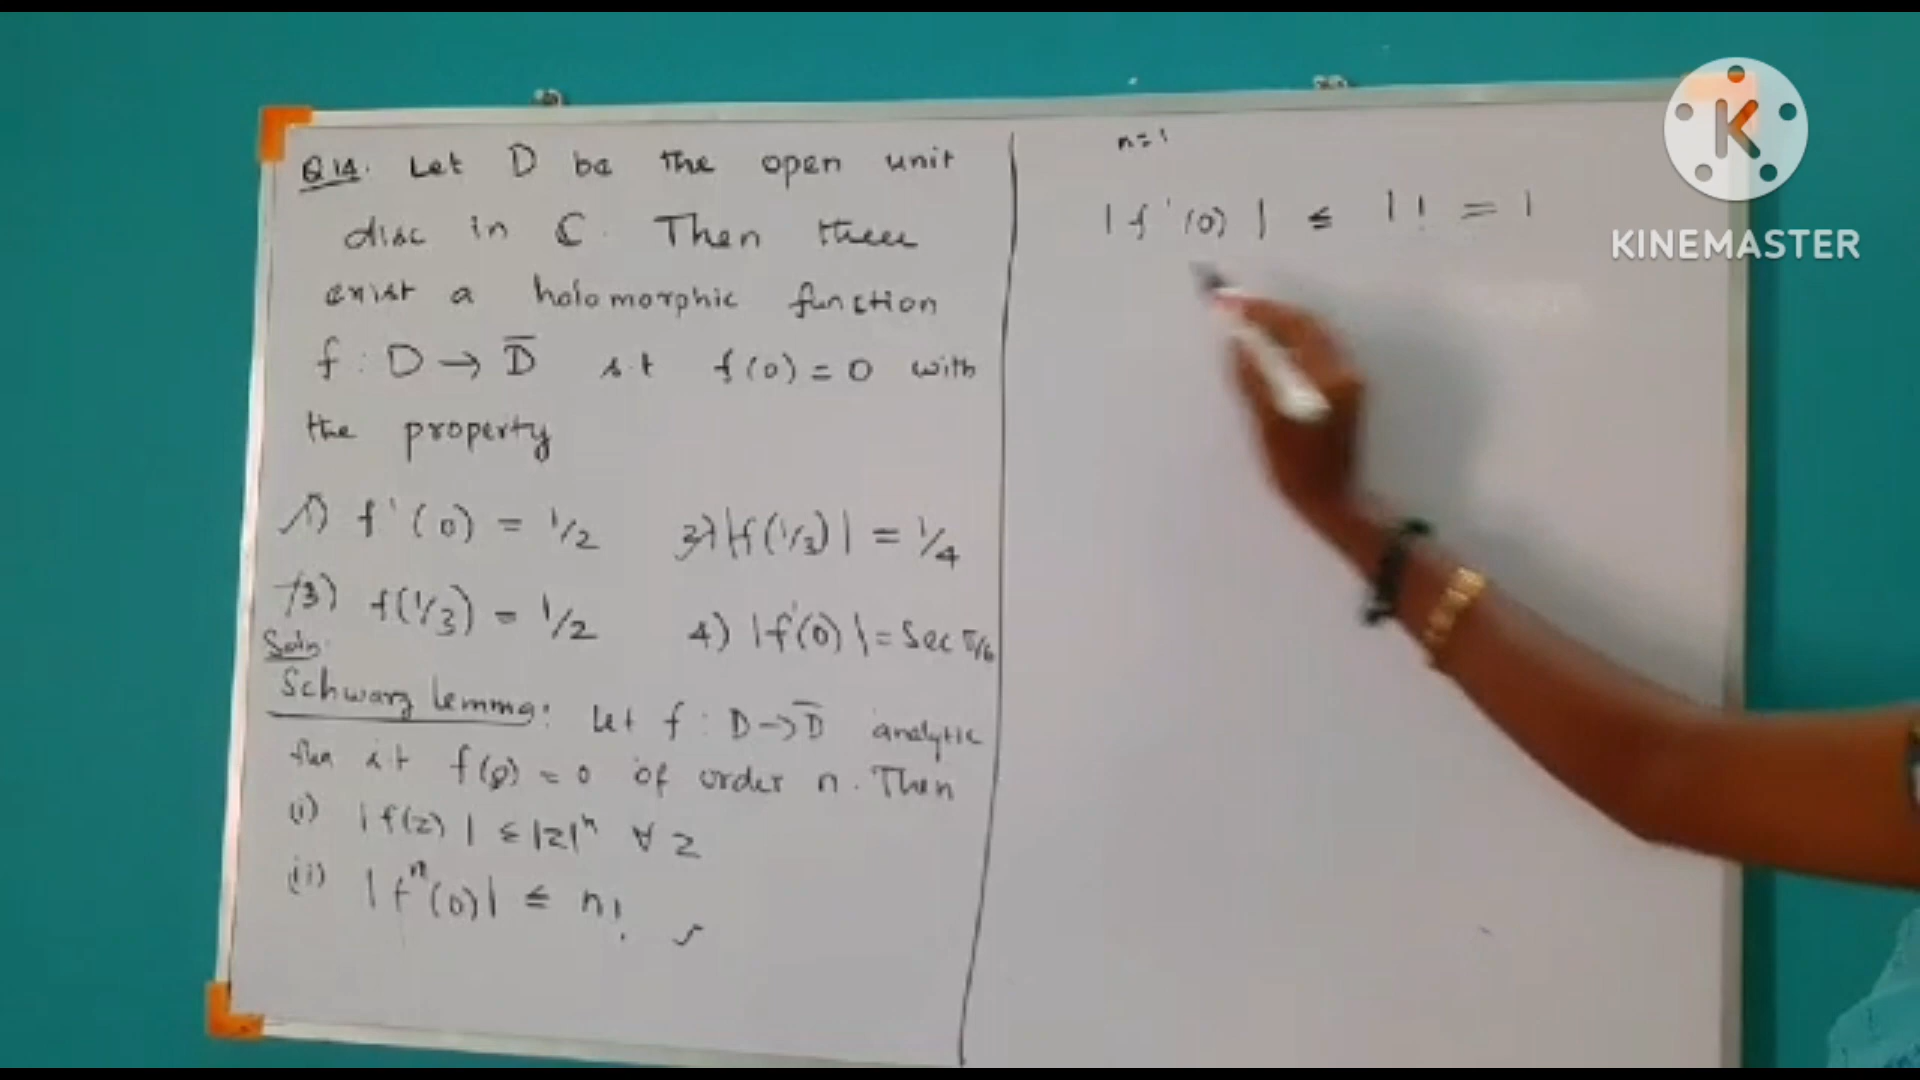 Q14. Let D be the open unit
disc in C. Then there
exist a holomorphic function
f : D → D̅ s.t f(0) = 0 with
the property
1) f'(0) = 1/2 2) |f(1/3)| = 1/4
3) f(1/3) = 1/2 4) |f'(0)| = Sec π/6
Soln:
Schwarz lemma: Let f : D → D̅ analytic
fun s.t f(0) = 0 of order n. Then
(i) |f(z)| ≤ |z|ⁿ ∀ z
(ii) |fⁿ(0)| ≤ n!
n=1
|f'(0)| ≤ 1! = 1
K
KINEMASTER